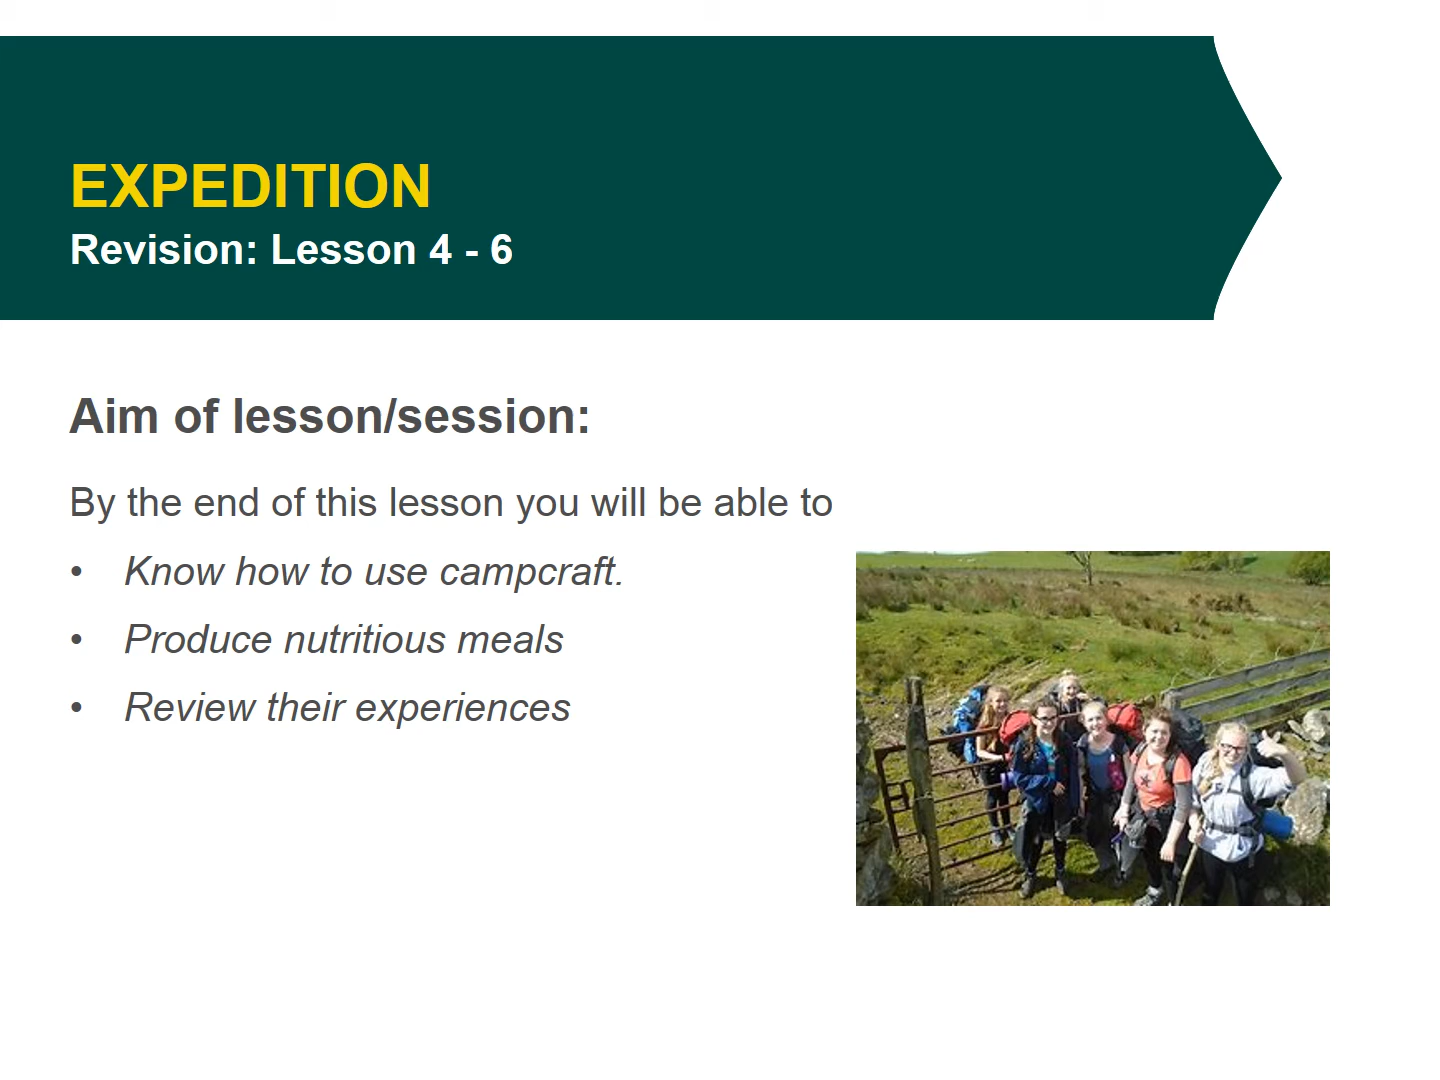 EXPEDITION
Revision: Lesson 4 - 6
Aim of lesson/session:
By the end of this lesson you will be able to
• Know how to use campcraft.
• Produce nutritious meals
• Review their experiences